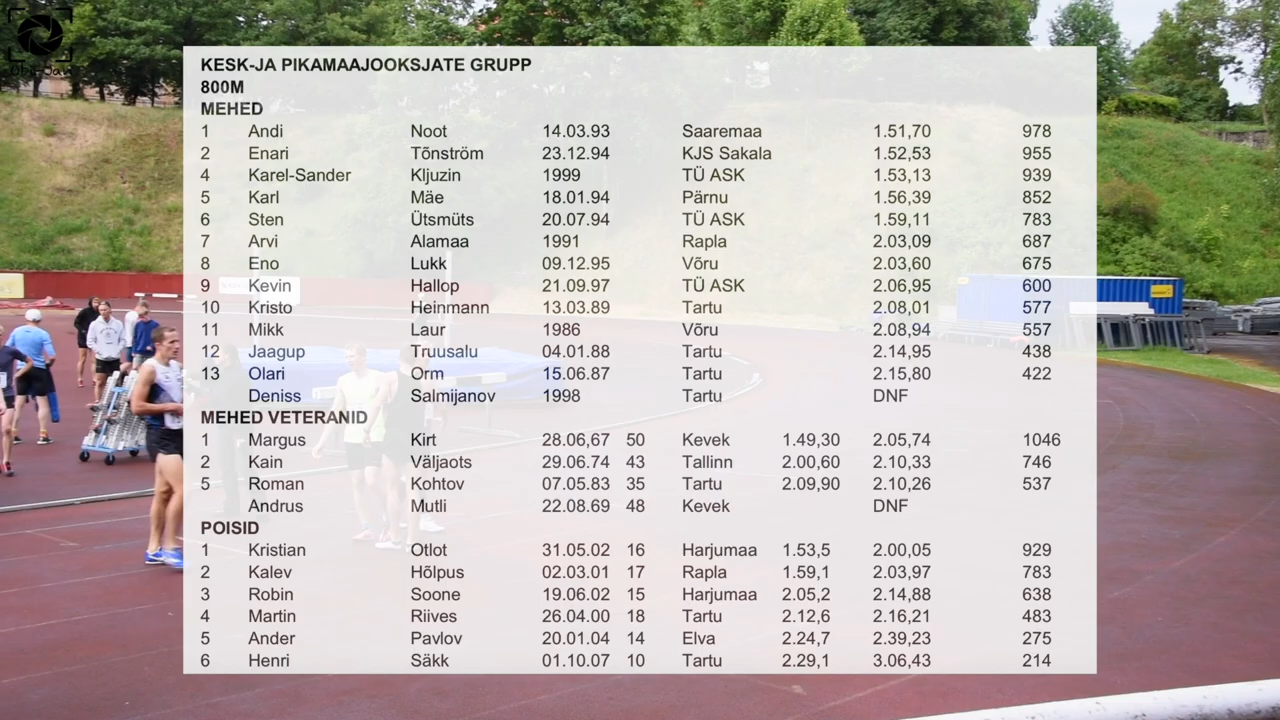 KESK-JA PIKAMAAJOOKSJATE GRUPP
800M
MEHED
1 Andi Noot 14.03.93 Saaremaa 1.51,70 978
2 Enari Tõnström 23.12.94 KJS Sakala 1.52,53 955
4 Karel-Sander Kljuzin 1999 TÜ ASK 1.53,13 939
5 Karl Mäe 18.01.94 Pärnu 1.56,39 852
6 Sten Ütsmüts 20.07.94 TÜ ASK 1.59,11 783
7 Arvi Alamaa 1991 Rapla 2.03,09 687
8 Eno Lukk 09.12.95 Võru 2.03,60 675
9 Kevin Hallop 21.09.97 TÜ ASK 2.06,95 600
10 Kristo Heinmann 13.03.89 Tartu 2.08,01 577
11 Mikk Laur 1986 Võru 2.08,94 557
12 Jaagup Truusalu 04.01.88 Tartu 2.14,95 438
13 Olari Orm 15.06.87 Tartu 2.15,80 422
Deniss Salmijanov 1998 Tartu DNF
MEHED VETERANID
1 Margus Kirt 28.06,67 50 Kevek 1.49,30 2.05,74 1046
2 Kain Väljaots 29.06.74 43 Tallinn 2.00,60 2.10,33 746
5 Roman Kohtov 07.05.83 35 Tartu 2.09,90 2.10,26 537
Andrus Mutli 22.08.69 48 Kevek DNF
POISID
1 Kristian Otlot 31.05.02 16 Harjumaa 1.53,5 2.00,05 929
2 Kalev Hõlpus 02.03.01 17 Rapla 1.59,1 2.03,97 783
3 Robin Soone 19.06.02 15 Harjumaa 2.05,2 2.14,88 638
4 Martin Riives 26.04.00 18 Tartu 2.12,6 2.16,21 483
5 Ander Pavlov 20.01.04 14 Elva 2.24,7 2.39,23 275
6 Henri Säkk 01.10.07 10 Tartu 2.29,1 3.06,43 214